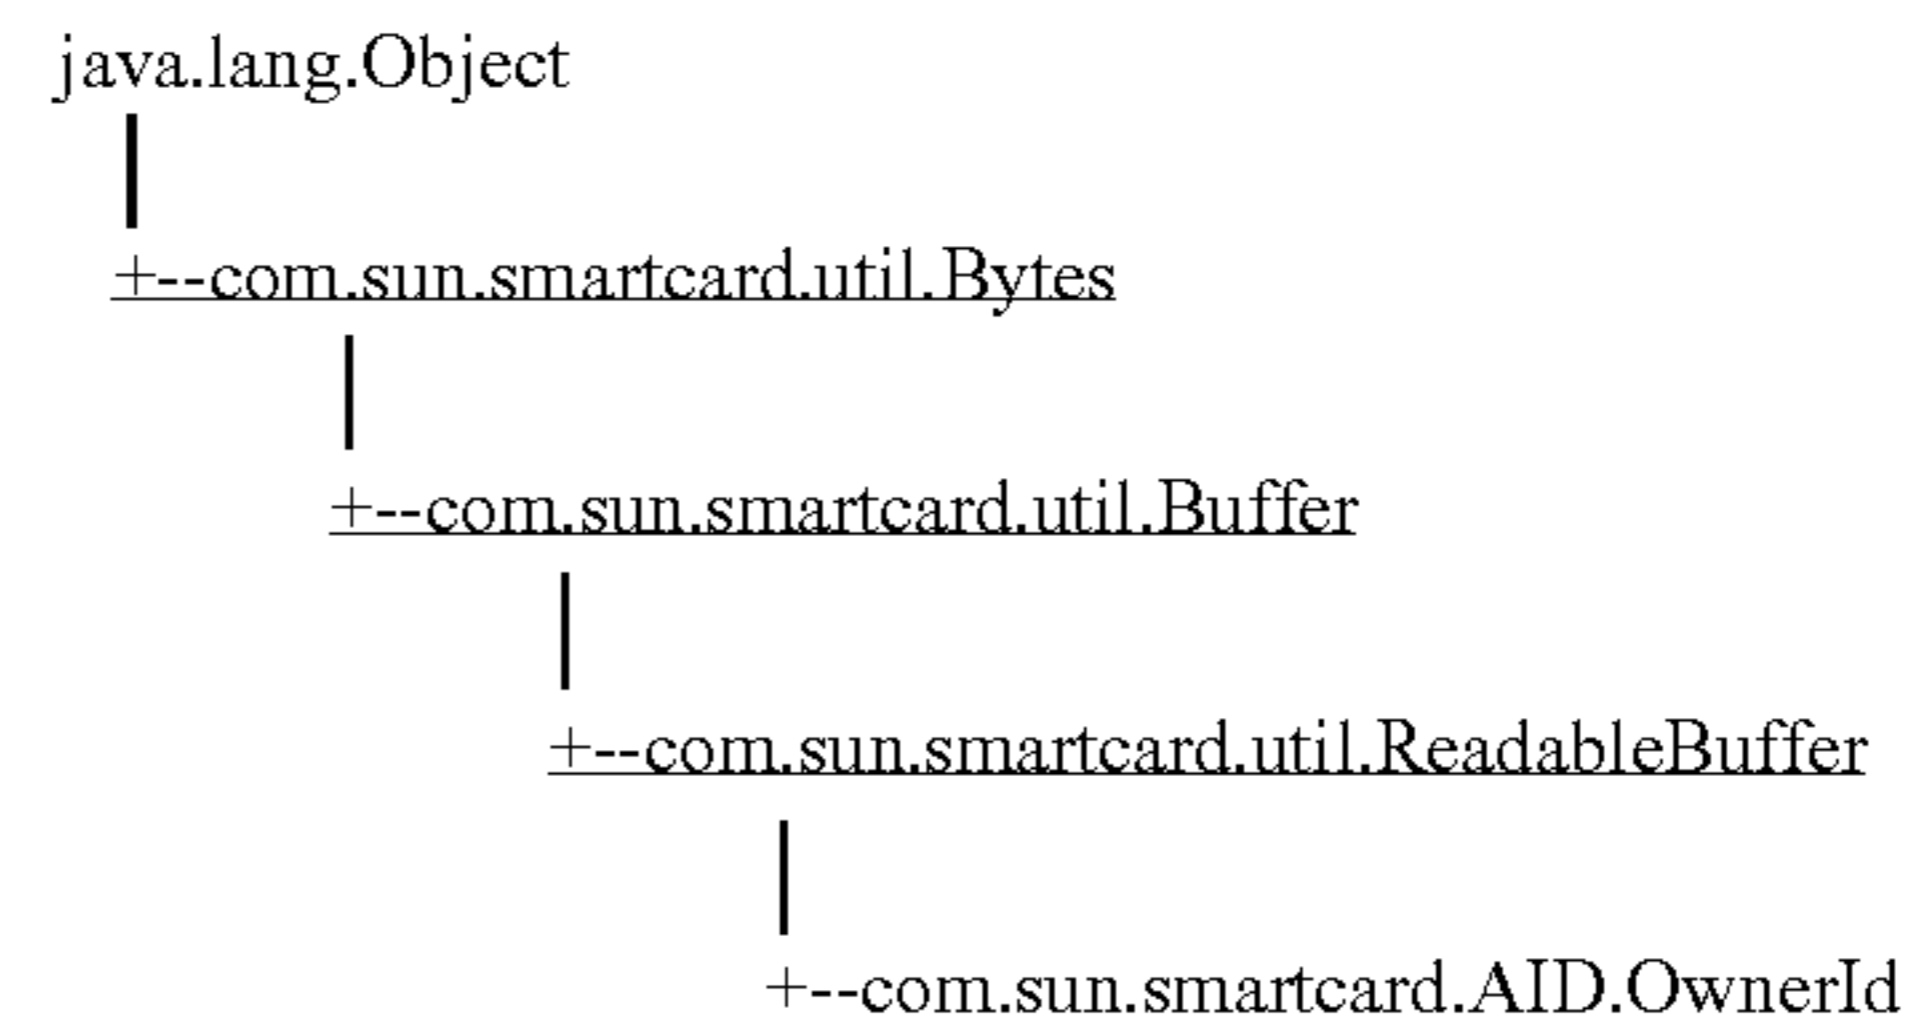 java.lang.Object
+--com.sun.smartcard.util.Bytes
+--com.sun.smartcard.util.Buffer
+--com.sun.smartcard.util.ReadableBuffer
+--com.sun.smartcard.AID.OwnerId